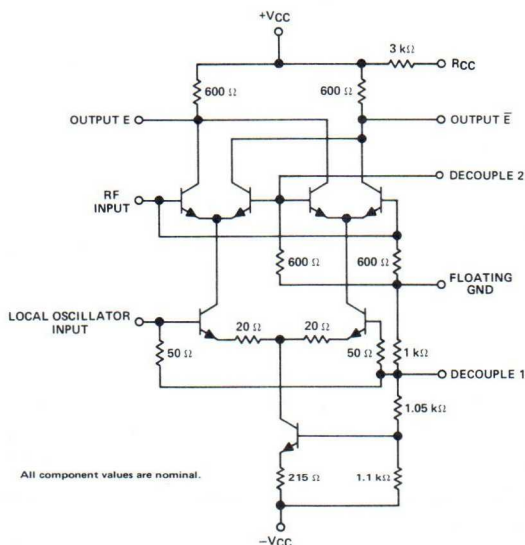 +VCC
3 kΩ
RCC
600 Ω
600 Ω
OUTPUT E
OUTPUT E̅
DECOUPLE 2
RF
INPUT
600 Ω
600 Ω
FLOATING
GND
LOCAL OSCILLATOR
INPUT
20 Ω
20 Ω
50 Ω
50 Ω
1 kΩ
DECOUPLE 1
1.05 kΩ
All component values are nominal.
215 Ω
1.1 kΩ
−VCC